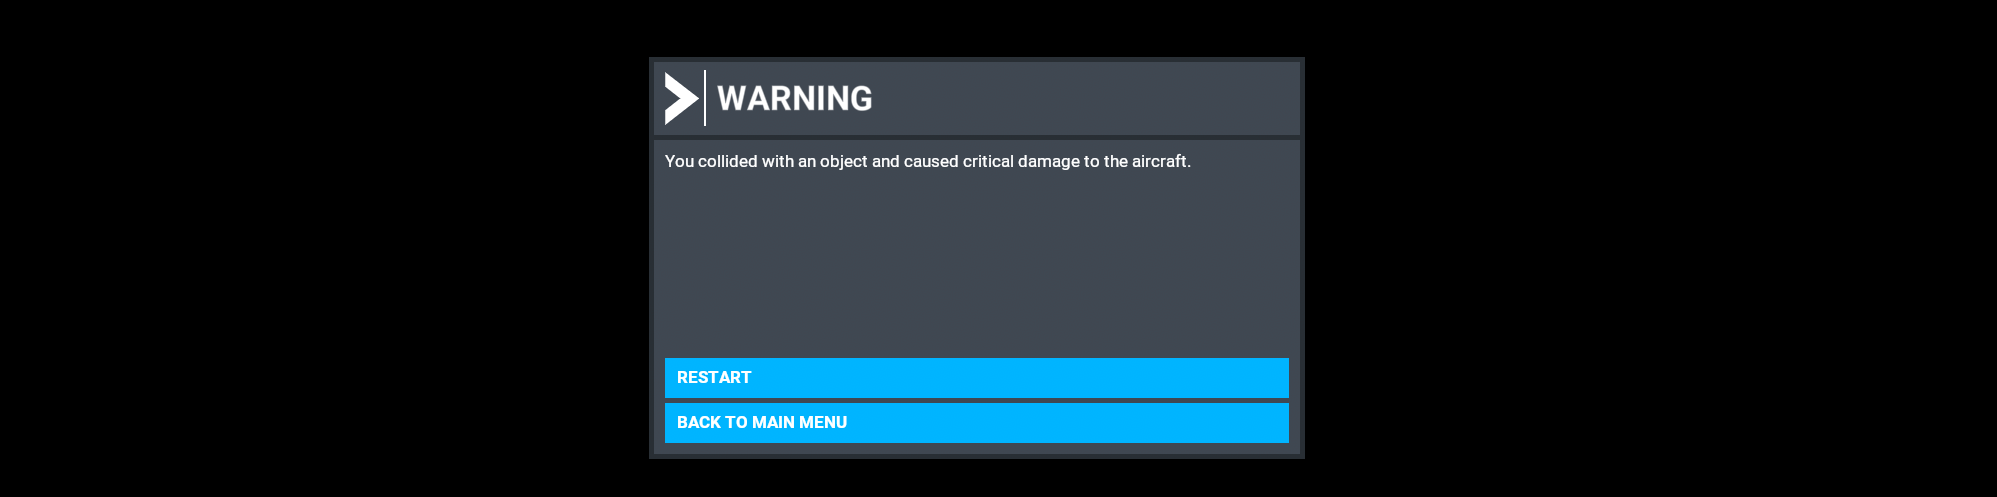 WARNING
You collided with an object and caused critical damage to the aircraft.
RESTART
BACK TO MAIN MENU